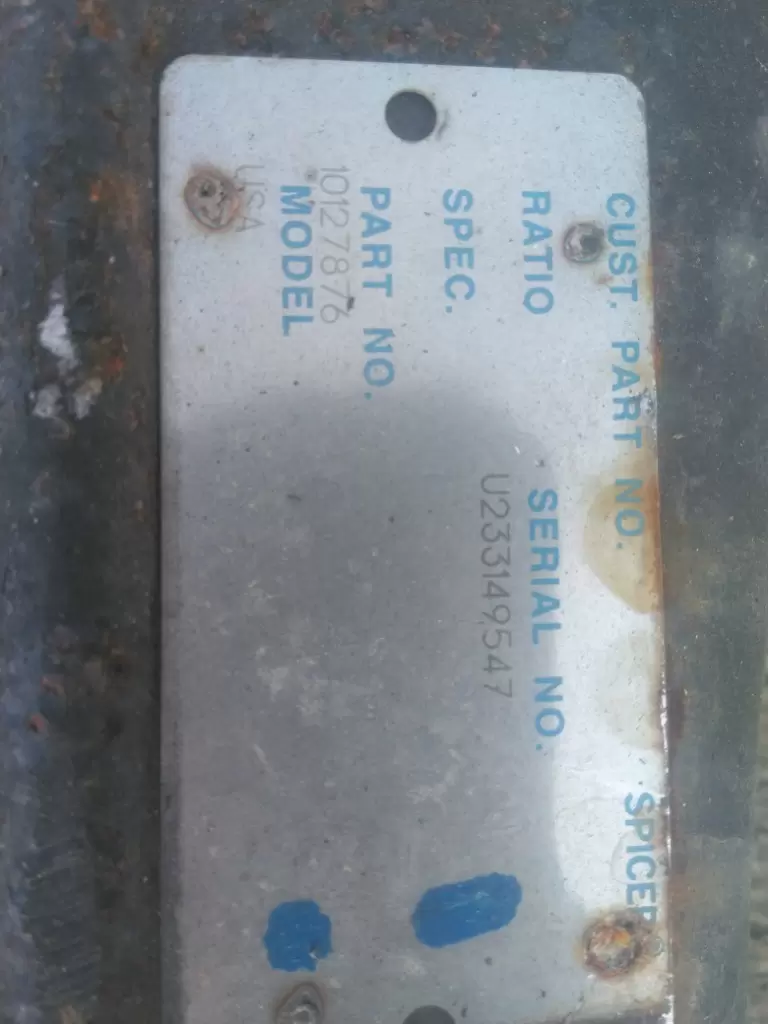 CUST. PART NO. SPICER®
RATIO SERIAL NO.
U233149547
SPEC.
PART NO.
10127876
MODEL
USA